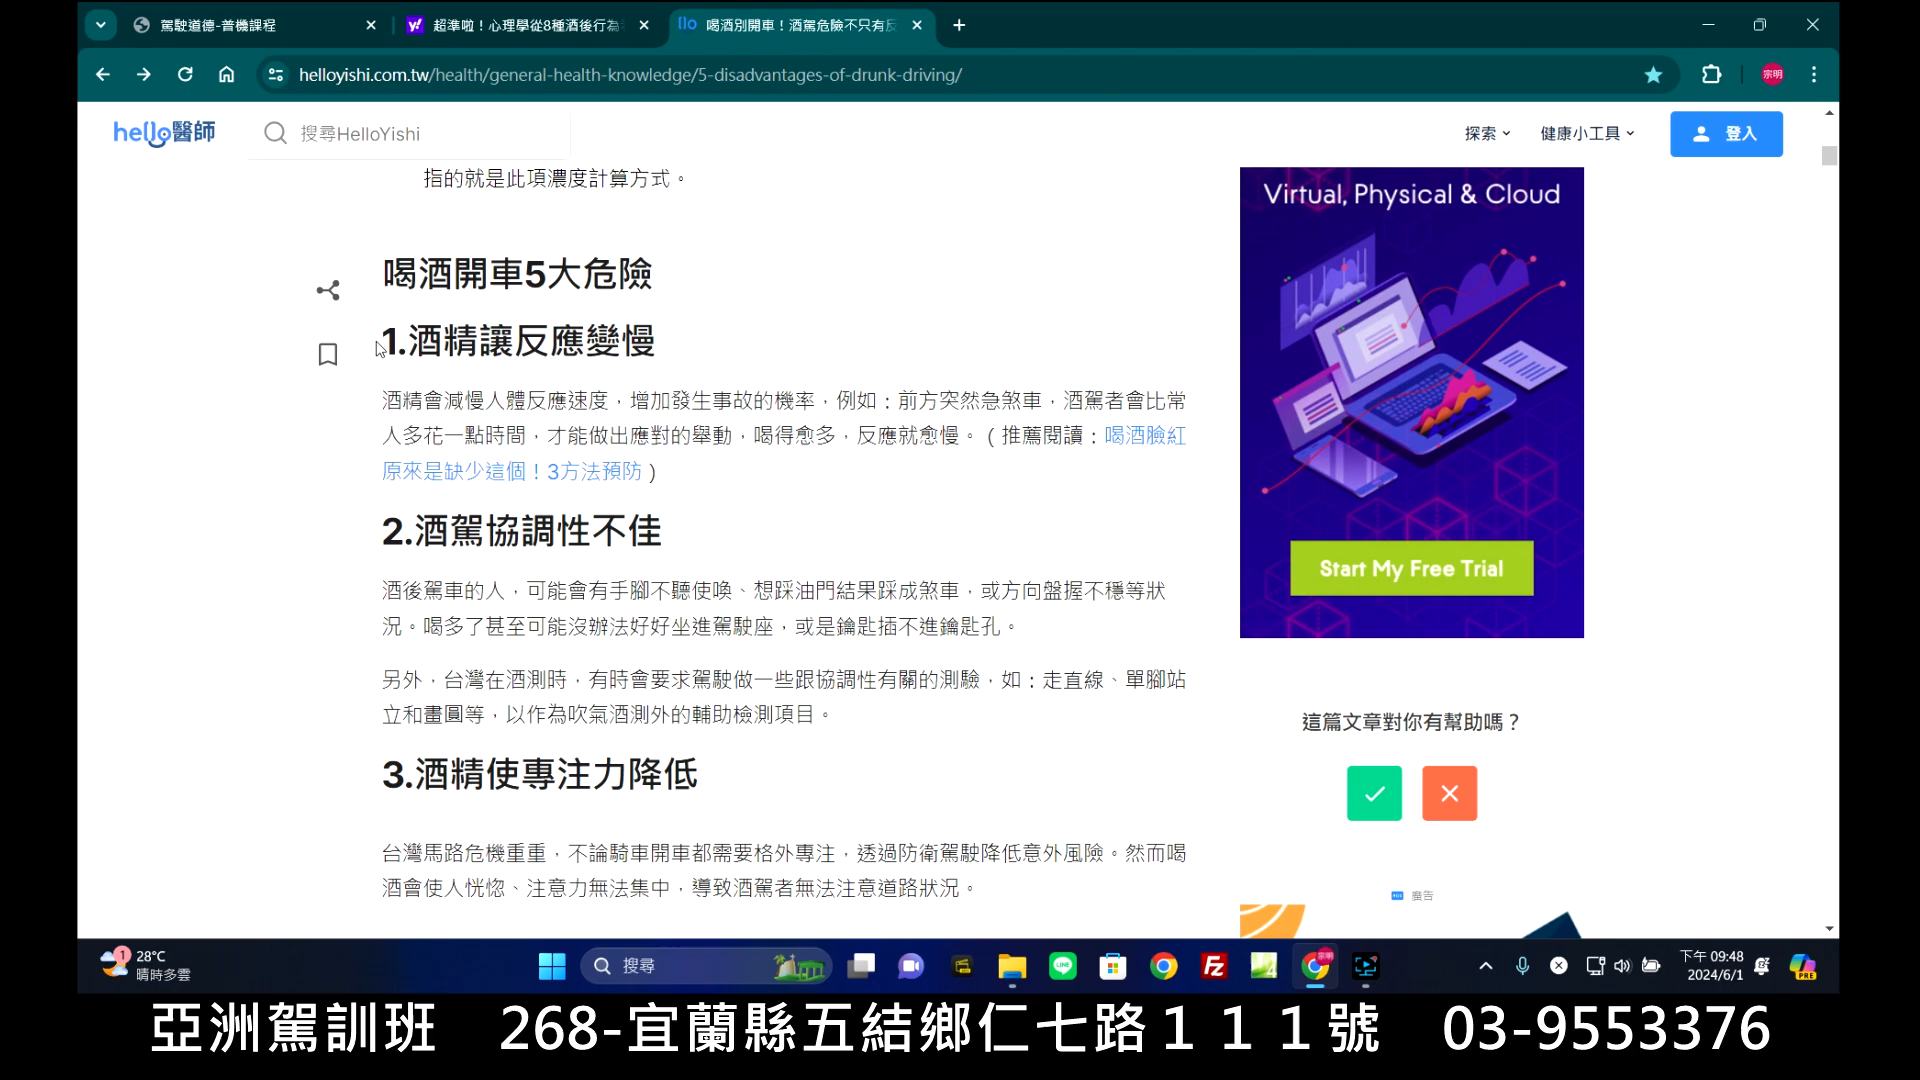 駕駛道德-普機課程
超準啦！心理學從8種酒後行為
喝酒別開車！酒駕危險不只有反
helloyishi.com.tw/health/general-health-knowledge/5-disadvantages-of-drunk-driving/
宗明
hello醫師
搜尋HelloYishi
探索
健康小工具
登入
指的就是此項濃度計算方式。
喝酒開車5大危險
1.酒精讓反應變慢
酒精會減慢人體反應速度，增加發生事故的機率，例如：前方突然急煞車，酒駕者會比常
人多花一點時間，才能做出應對的舉動，喝得愈多，反應就愈慢。（推薦閱讀：喝酒臉紅
原來是缺少這個！3方法預防）
2.酒駕協調性不佳
酒後駕車的人，可能會有手腳不聽使喚、想踩油門結果踩成煞車，或方向盤握不穩等狀
況。喝多了甚至可能沒辦法好好坐進駕駛座，或是鑰匙插不進鑰匙孔。
另外，台灣在酒測時，有時會要求駕駛做一些跟協調性有關的測驗，如：走直線、單腳站
立和畫圓等，以作為吹氣酒測外的輔助檢測項目。
3.酒精使專注力降低
台灣馬路危機重重，不論騎車開車都需要格外專注，透過防衛駕駛降低意外風險。然而喝
酒會使人恍惚、注意力無法集中，導致酒駕者無法注意道路狀況。
Virtual, Physical & Cloud
Start My Free Trial
這篇文章對你有幫助嗎？
廣告
1
28°C
晴時多雲
搜尋
LINE
宗明
下午 09:48
2024/6/1
PRE
亞洲駕訓班 268-宜蘭縣五結鄉仁七路１１１號 03-9553376